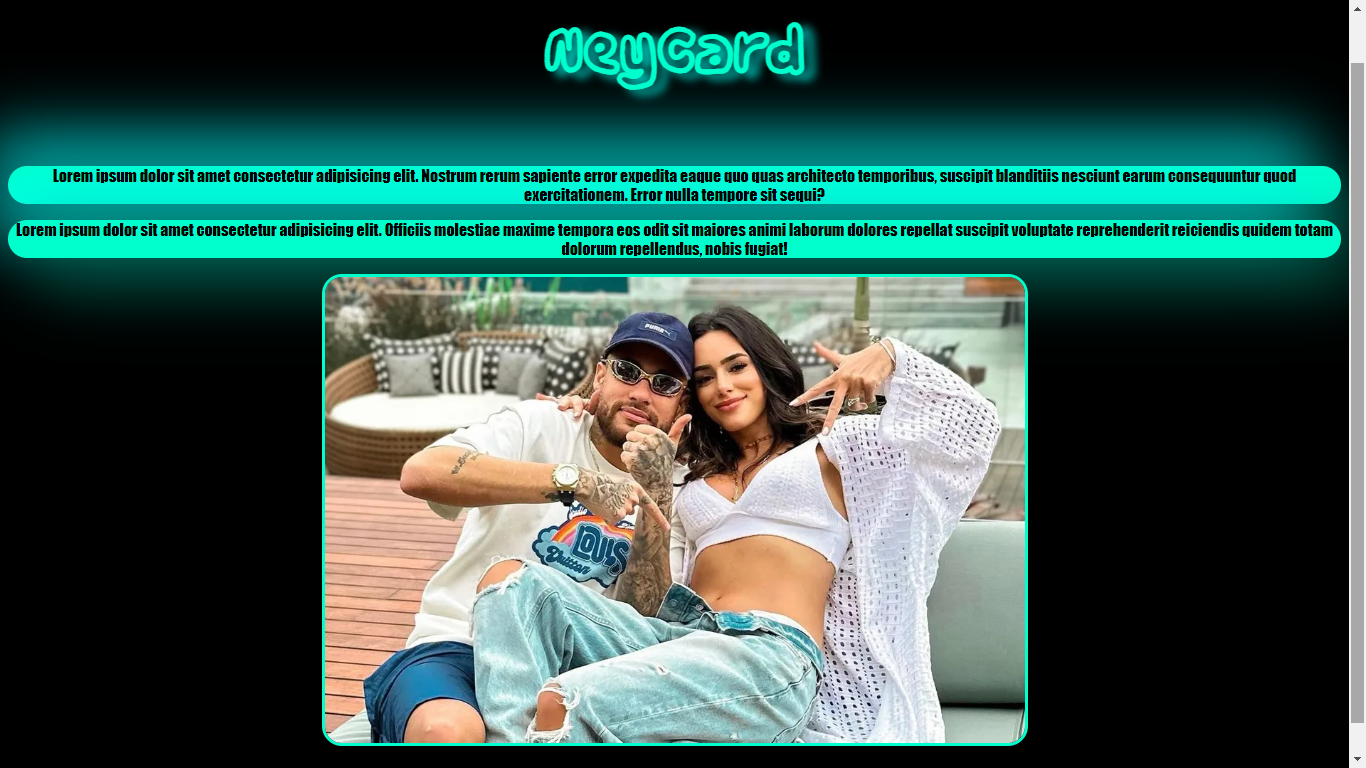 NeyCard
Lorem ipsum dolor sit amet consectetur adipisicing elit. Nostrum rerum sapiente error expedita eaque quo quas architecto temporibus, suscipit blanditiis nesciunt earum consequuntur quod
exercitationem. Error nulla tempore sit sequi?
Lorem ipsum dolor sit amet consectetur adipisicing elit. Officiis molestiae maxime tempora eos odit sit maiores animi laborum dolores repellat suscipit voluptate reprehenderit reiciendis quidem totam
dolorum repellendus, nobis fugiat!
PUMA
LOUIS
Vuitton